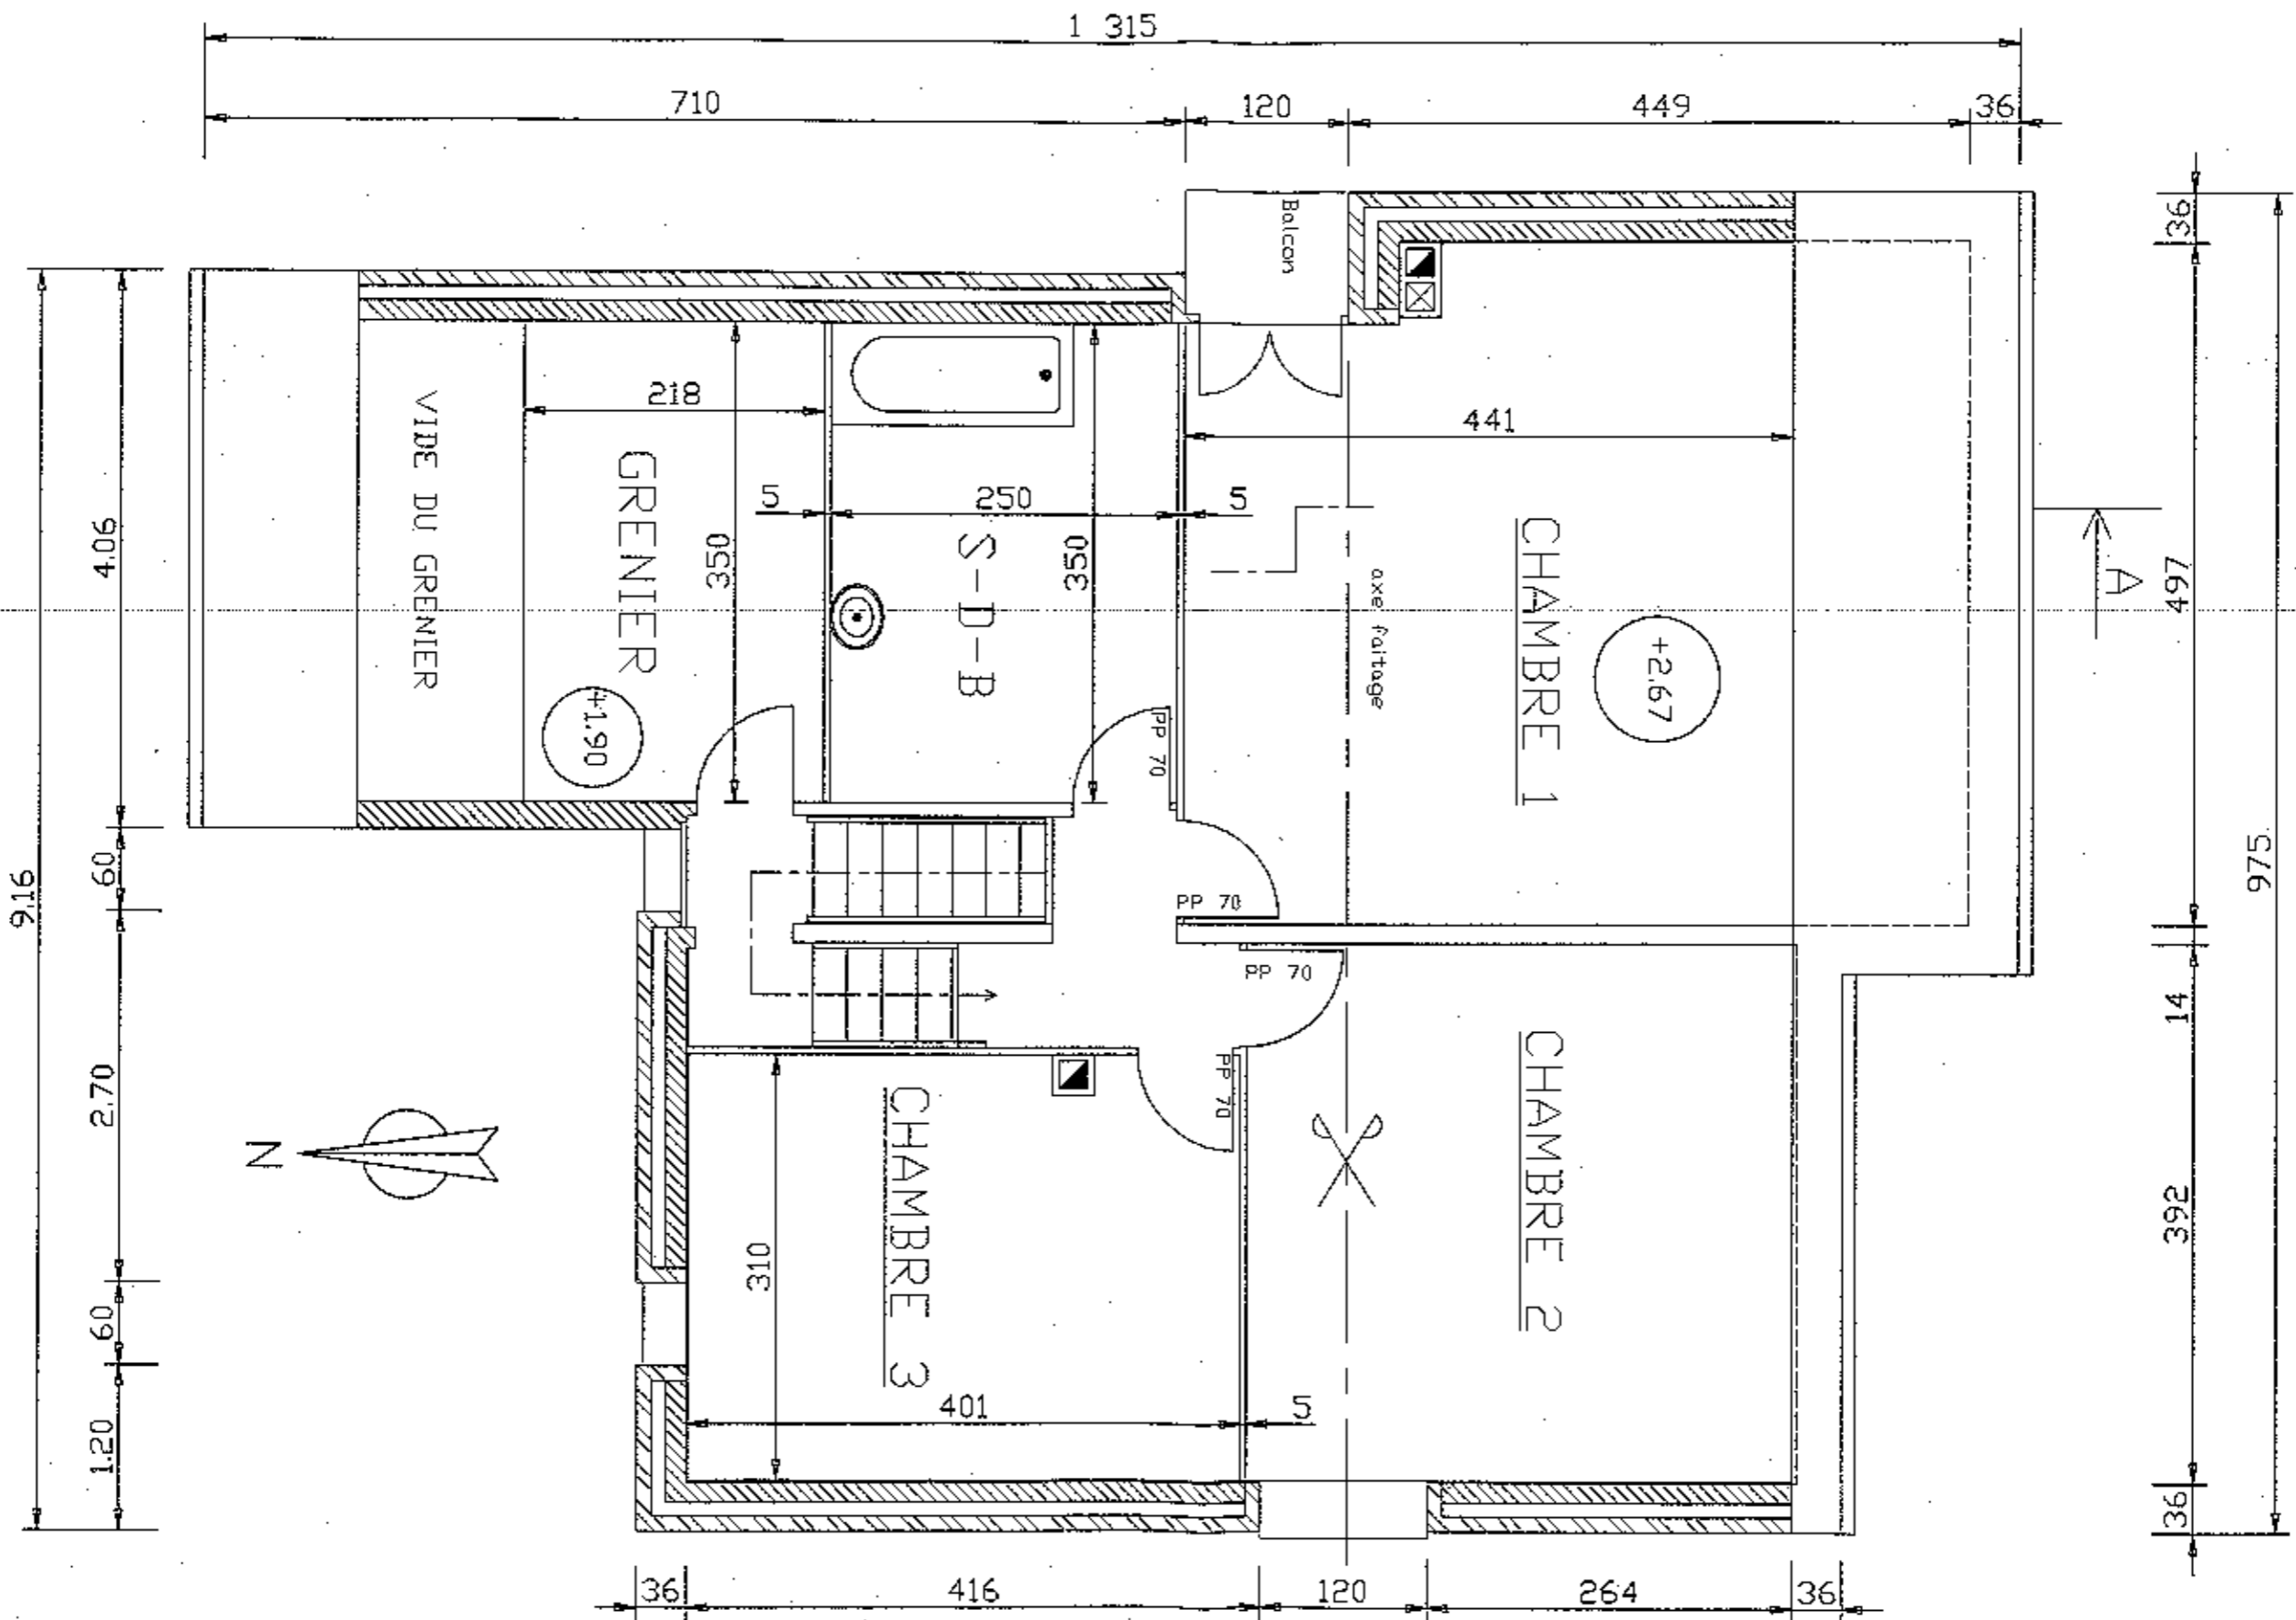 1 315
710
120
449
36
36
Balcon
218
441
VIDE DU GRENIER
GRENIER
350
5
250
5
S-D-B
350
CHAMBRE 1
axe faitage
+2.67
A
497
976
4.06
9.16
+1.90
PP 70
60
PP 70
PP 70
14
2.70
N
CHAMBRE 3
PP 70
CHAMBRE 2
392
310
60
401
5
1.20
36
36
416
120
264
36